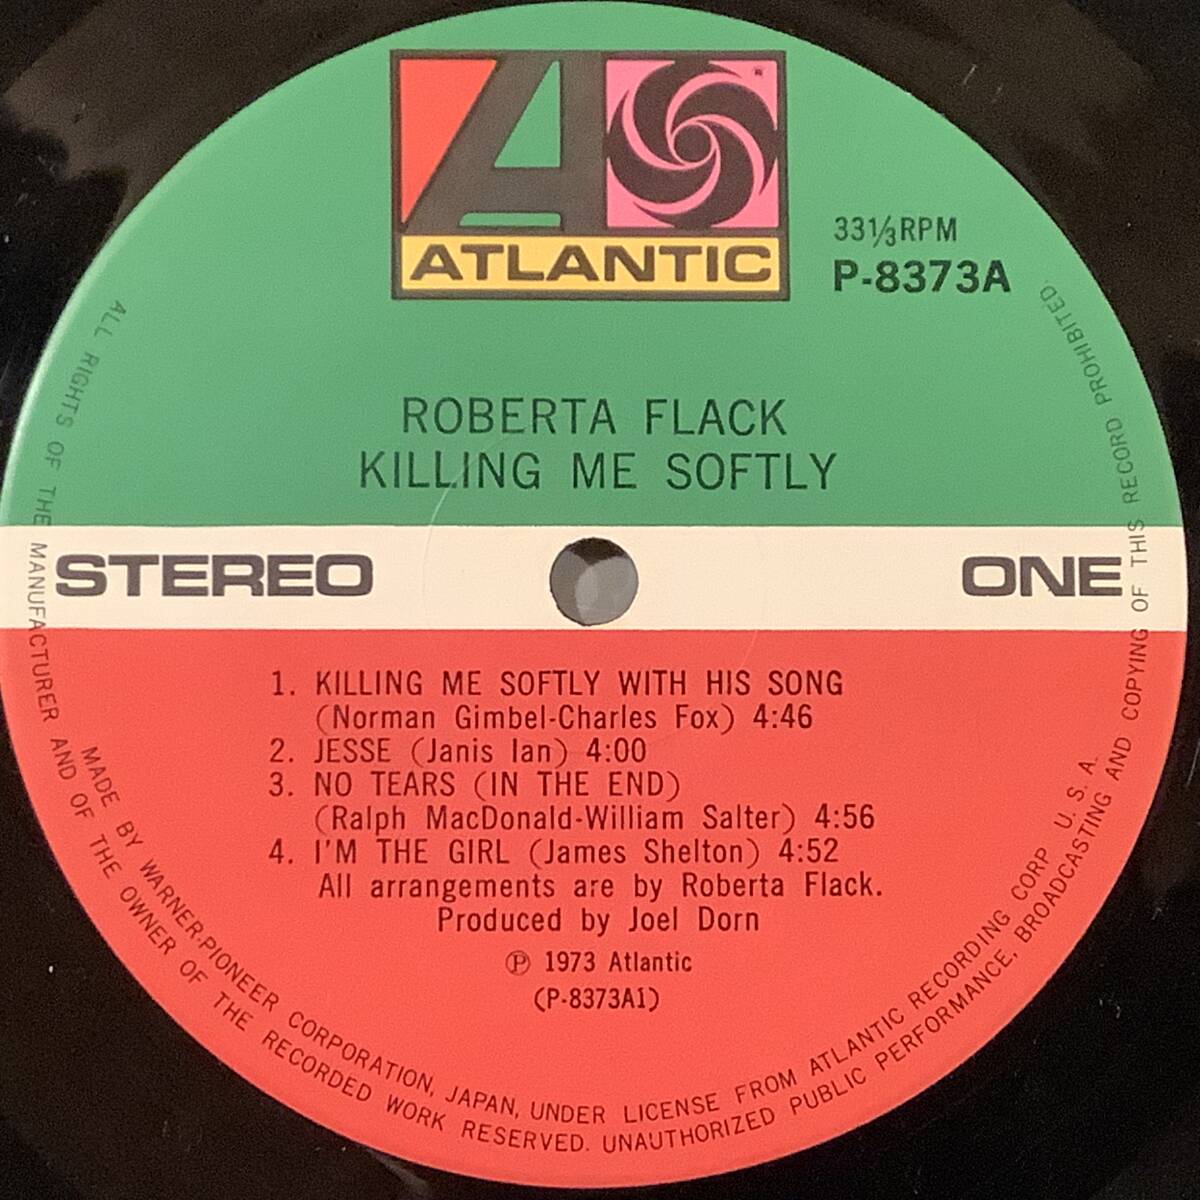 A
ATLANTIC
33⅓RPM
P-8373A
ROBERTA FLACK
KILLING ME SOFTLY
STEREO
ONE
1. KILLING ME SOFTLY WITH HIS SONG
(Norman Gimbel-Charles Fox) 4:46
2. JESSE (Janis Ian) 4:00
3. NO TEARS (IN THE END)
(Ralph MacDonald-William Salter) 4:56
4. I'M THE GIRL (James Shelton) 4:52
All arrangements are by Roberta Flack.
Produced by Joel Dorn
Ⓟ 1973 Atlantic
(P-8373A1)
MADE BY WARNER-PIONEER CORPORATION, JAPAN, UNDER LICENSE FROM ATLANTIC RECORDING CORP U. S. A.
ALL RIGHTS OF THE MANUFACTURER AND OF THE OWNER OF THE RECORDED WORK RESERVED. UNAUTHORIZED PUBLIC PERFORMANCE, BROADCASTING AND COPYING OF THIS RECORD PROHIBITED.